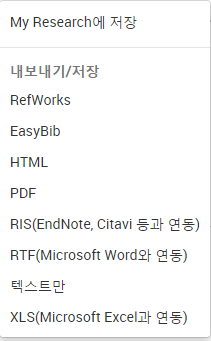 My Research에 저장
내보내기/저장
RefWorks
EasyBib
HTML
PDF
RIS(EndNote, Citavi 등과 연동)
RTF(Microsoft Word와 연동)
텍스트만
XLS(Microsoft Excel과 연동)